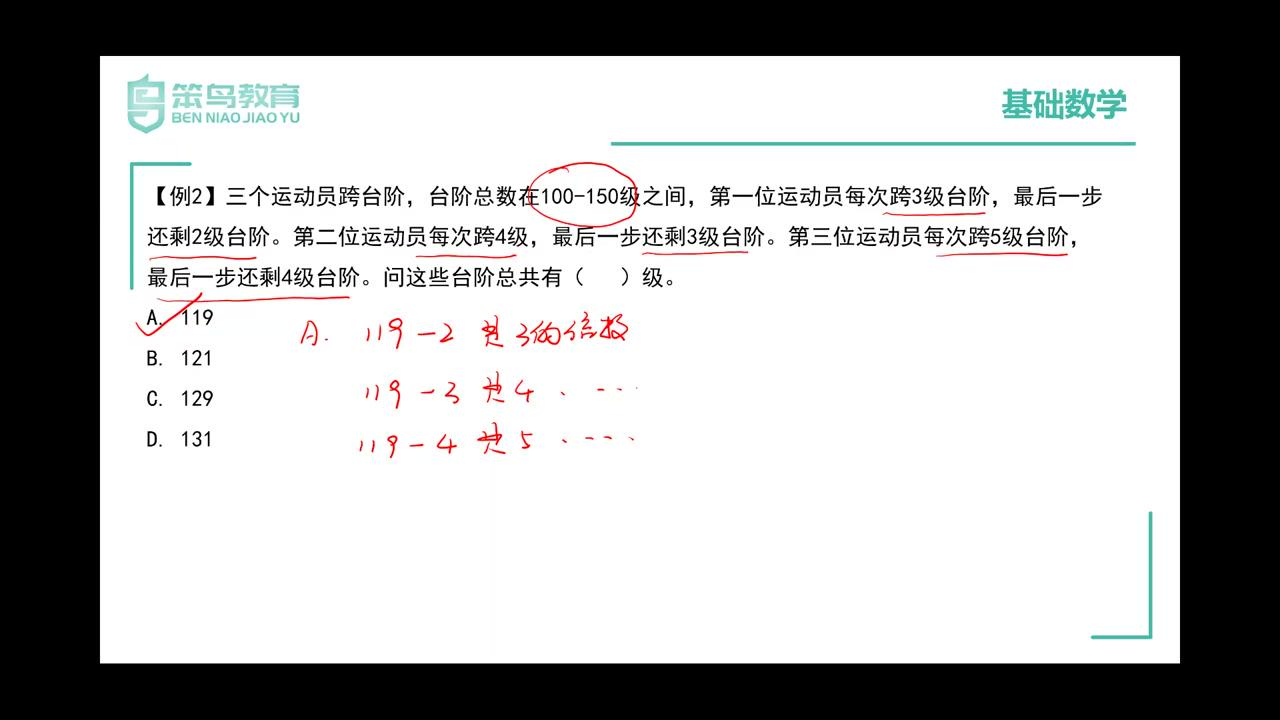 笨鸟教育
BEN NIAO JIAO YU
基础数学
【例2】三个运动员跨台阶，台阶总数在100-150级之间，第一位运动员每次跨3级台阶，最后一步
还剩2级台阶。第二位运动员每次跨4级，最后一步还剩3级台阶。第三位运动员每次跨5级台阶，
最后一步还剩4级台阶。问这些台阶总共有（  ）级。
A. 119
B. 121
C. 129
D. 131
A. 119-2 是3的倍数
119-3 是4 . ---
119-4 是5 . ----